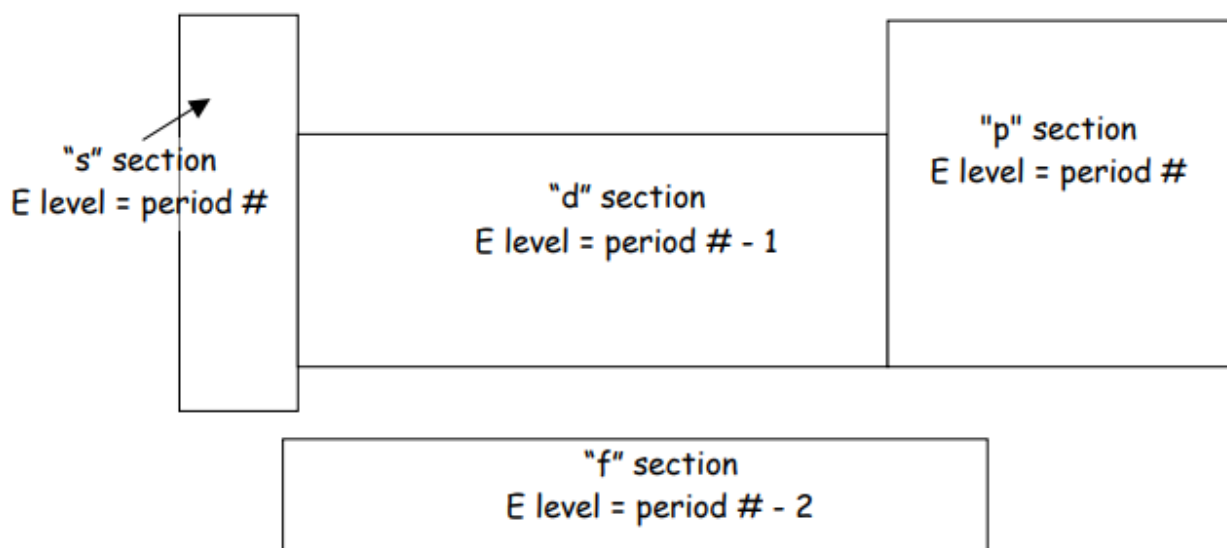 “s” section
E level = period #
“d” section
E level = period # - 1
"p" section
E level = period #
“f” section
E level = period # - 2